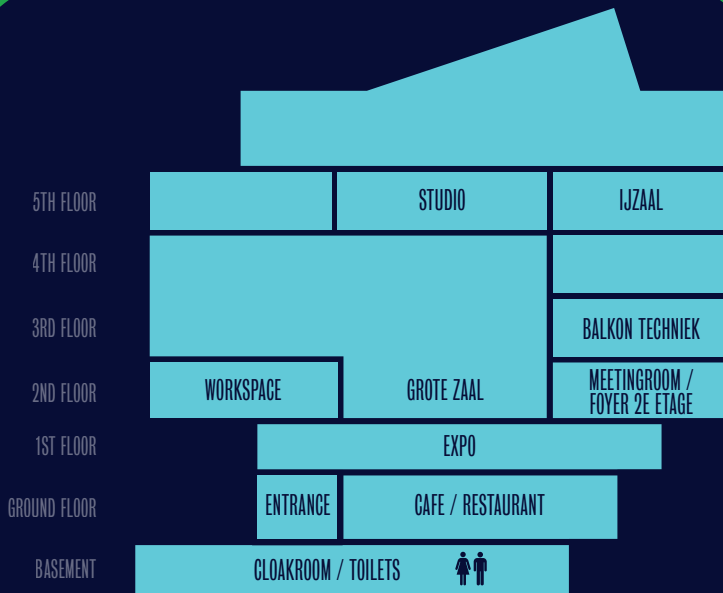 5TH FLOOR
STUDIO
IJZAAL
4TH FLOOR
3RD FLOOR
BALKON TECHNIEK
2ND FLOOR
WORKSPACE
GROTE ZAAL
MEETINGROOM /
FOYER 2E ETAGE
1ST FLOOR
EXPO
GROUND FLOOR
ENTRANCE
CAFE / RESTAURANT
BASEMENT
CLOAKROOM / TOILETS